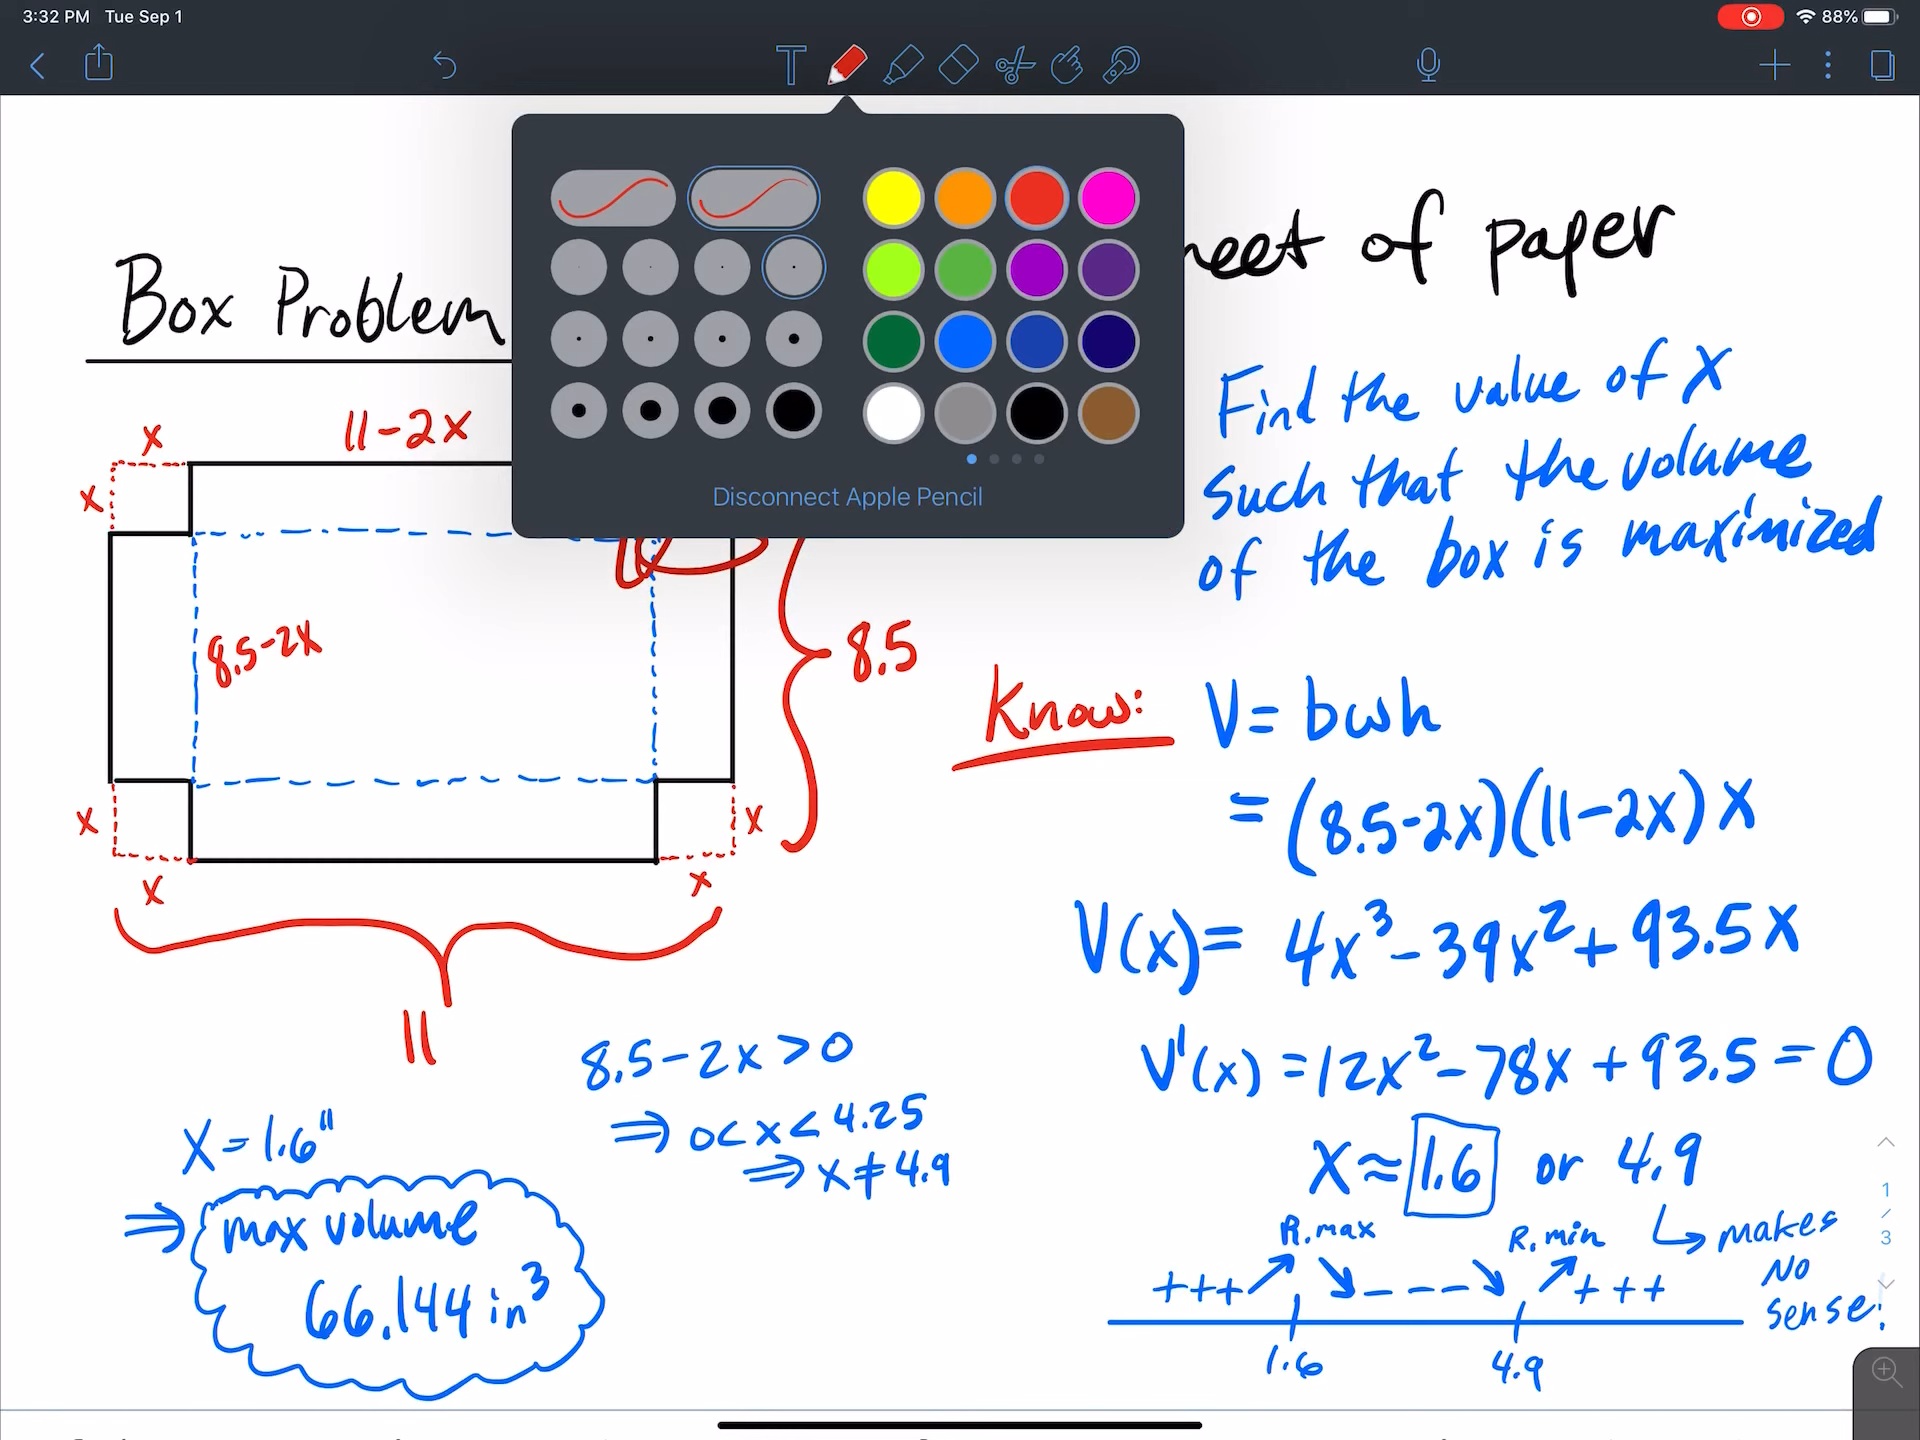 3:32 PM Tue Sep 1
88%
Disconnect Apple Pencil
Box Problem
of paper
Find the value of X
such that the volume
of the box is maximized
x
11-2x
x
8.5-2x
8.5
x
x
x
x
11
Know: V = bwh
= (8.5-2x)(11-2x)x
V(x) = 4x³-39x²+93.5x
V'(x) = 12x²-78x+93.5=0
X≈ 1.6 or 4.9
makes
No
sense!
R.max
R.min
+++ ---- +++
1.6
4.9
8.5-2x>0
⇒ 0<x<4.25
⇒ x≠4.9
X=1.6"
⇒ max volume
66.144 in³
1
/
3